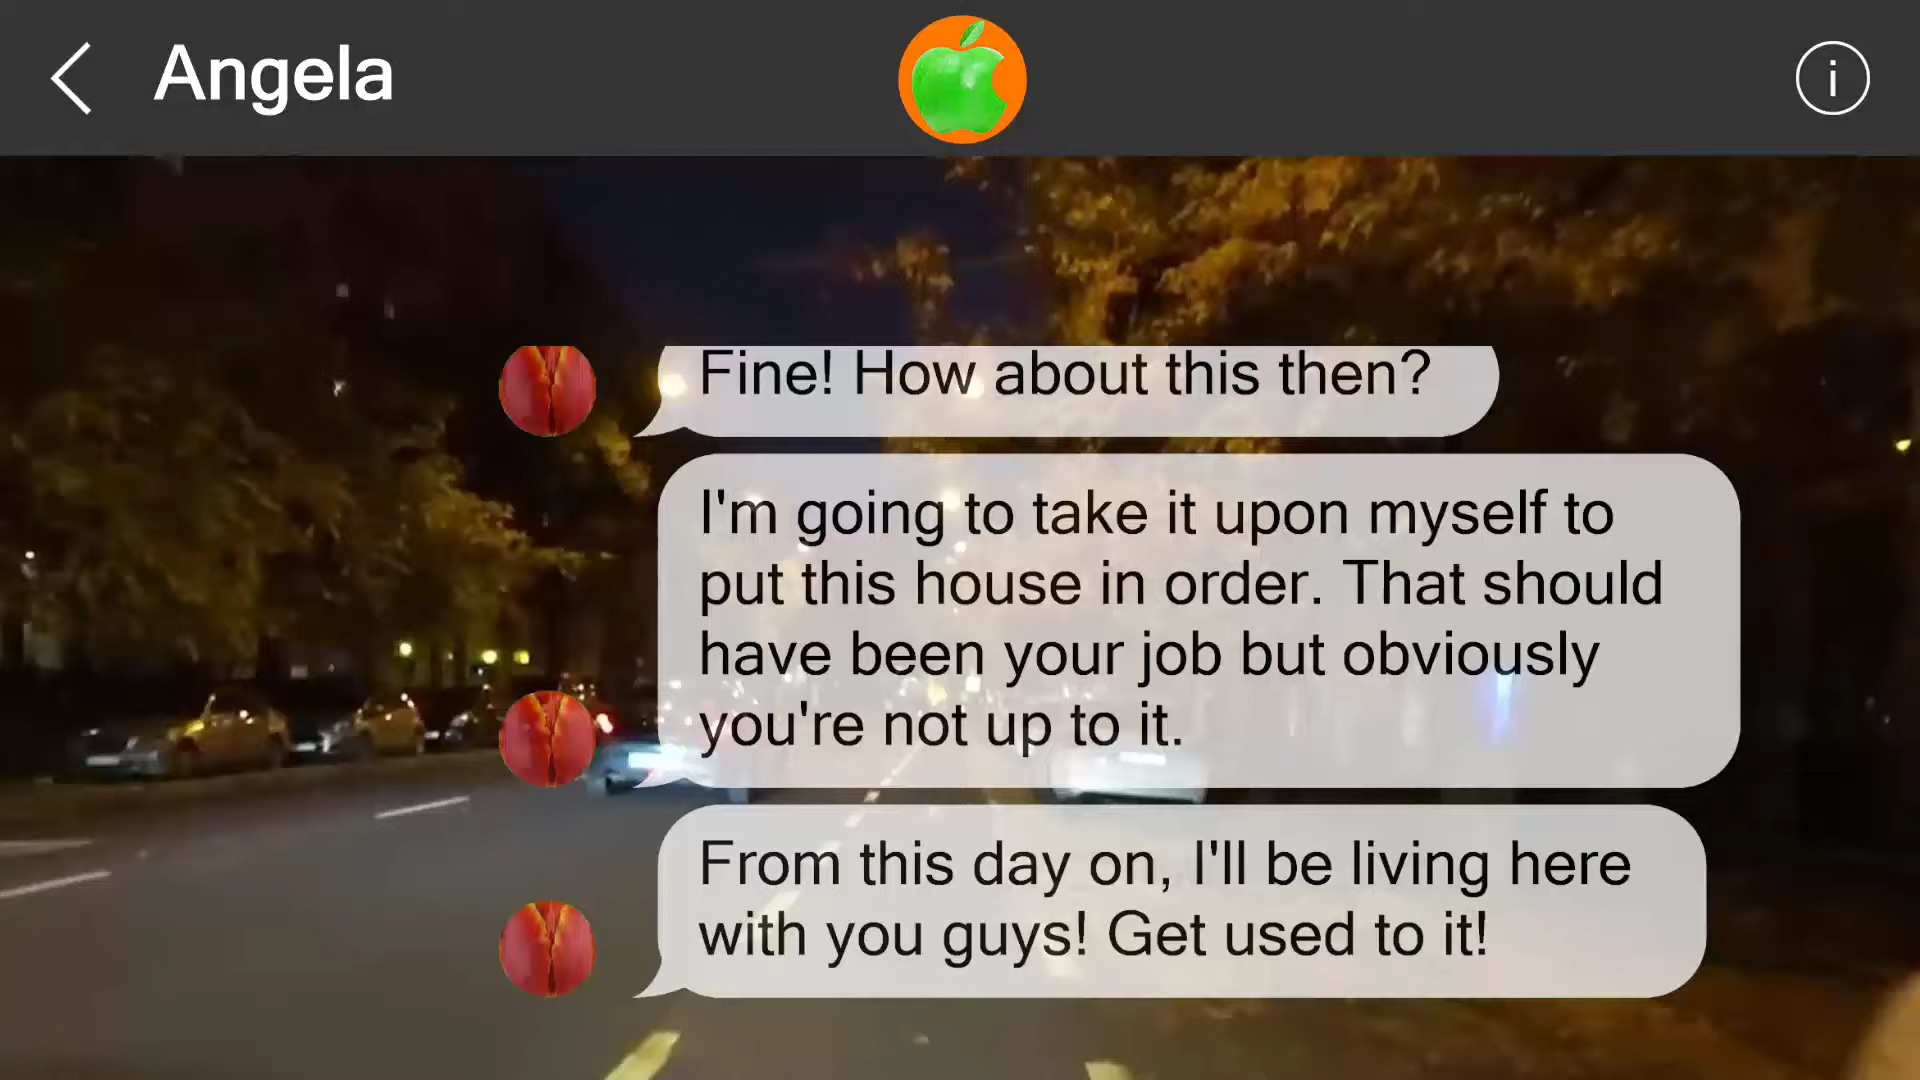 Angela
i
Fine! How about this then?
I'm going to take it upon myself to
put this house in order. That should
have been your job but obviously
you're not up to it.
From this day on, I'll be living here
with you guys! Get used to it!